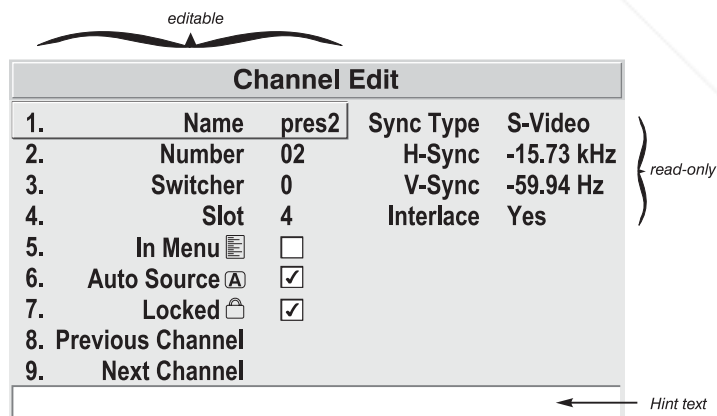 editable
Channel Edit
1. Name pres2 Sync Type S-Video
2. Number 02 H-Sync -15.73 kHz
3. Switcher 0 V-Sync -59.94 Hz
4. Slot 4 Interlace Yes
read-only
5. In Menu
6. Auto Source A
7. Locked
8. Previous Channel
9. Next Channel
Hint text